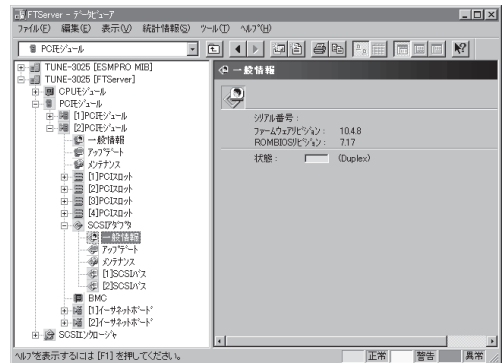 FTServer - データビューア
ファイル(F) 編集(E) 表示(V) 統計情報(S) ツール(T) ヘルプ(H)
PCIモジュール
TUNE-3025 [ESMPRO MIB]
TUNE-3025 [FTServer]
CPUモジュール
PCIモジュール
[1]PCIモジュール
[2]PCIモジュール
一般情報
アップデート
メンテナンス
[1]PCIスロット
[2]PCIスロット
[3]PCIスロット
[4]PCIスロット
SCSIアダプタ
一般情報
アップデート
メンテナンス
[1]SCSIバス
[2]SCSIバス
BMC
[1]イーサネットボード
[2]イーサネットボード
SCSIエンクロージャ
一般情報
シリアル番号 :
ファームウェアリビジョン : 10.4.8
ROMBIOSリビジョン : 7.17
状態 : (Duplex)
ヘルプを表示するには [F1] を押してください。
正常 警告 異常